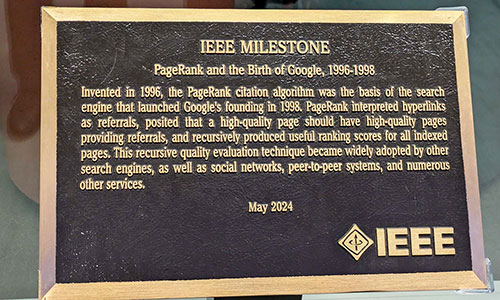 IEEE MILESTONE
PageRank and the Birth of Google, 1996-1998
Invented in 1996, the PageRank citation algorithm was the basis of the search
engine that launched Google's founding in 1998. PageRank interpreted hyperlinks
as referrals, posited that a high-quality page should have high-quality pages
providing referrals, and recursively produced useful ranking scores for all indexed
pages. This recursive quality evaluation technique became widely adopted by other
search engines, as well as social networks, peer-to-peer systems, and numerous
other services.
May 2024
IEEE